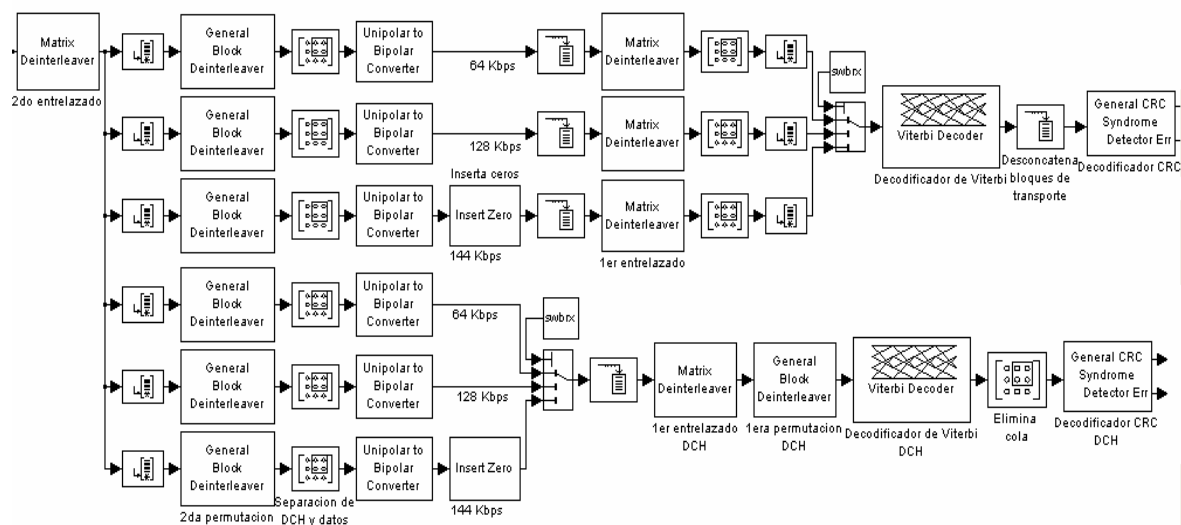 Matrix
Deinterleaver
2do entrelazado
General
Block
Deinterleaver
Unipolar to
Bipolar
Converter
64 Kbps
Matrix
Deinterleaver
swbrx
Viterbi Decoder
Decodificador de Viterbi
Desconcatena
bloques de
transporte
General CRC
Syndrome
Detector Err
Decodificador CRC
General
Block
Deinterleaver
Unipolar to
Bipolar
Converter
128 Kbps
Matrix
Deinterleaver
General
Block
Deinterleaver
Unipolar to
Bipolar
Converter
Inserta ceros
Insert Zero
144 Kbps
Matrix
Deinterleaver
1er entrelazado
General
Block
Deinterleaver
Unipolar to
Bipolar
Converter
64 Kbps
swbrx
General
Block
Deinterleaver
Unipolar to
Bipolar
Converter
128 Kbps
Matrix
Deinterleaver
1er entrelazado
DCH
General
Block
Deinterleaver
1era permutacion
DCH
Viterbi Decoder
Decodificador de Viterbi
DCH
Elimina
cola
General CRC
Syndrome
Detector Err
Decodificador CRC
DCH
General
Block
Deinterleaver
2da permutacion
Separacion de
DCH y datos
Unipolar to
Bipolar
Converter
Insert Zero
144 Kbps